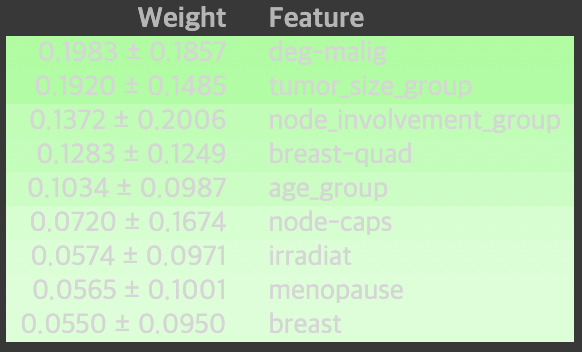 Weight Feature
0.1983 ± 0.1857 deg-malig
0.1920 ± 0.1485 tumor_size_group
0.1372 ± 0.2006 node_involvement_group
0.1283 ± 0.1249 breast-quad
0.1034 ± 0.0987 age_group
0.0720 ± 0.1674 node-caps
0.0574 ± 0.0971 irradiat
0.0565 ± 0.1001 menopause
0.0550 ± 0.0950 breast